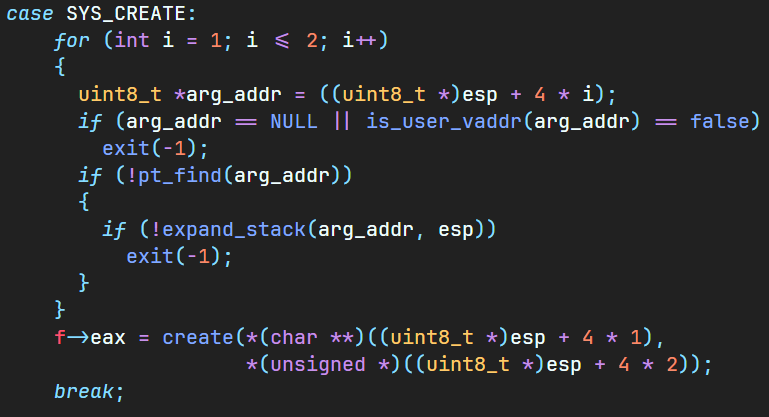 case SYS_CREATE:
    for (int i = 1; i <= 2; i++)
    {
      uint8_t *arg_addr = ((uint8_t *)esp + 4 * i);
      if (arg_addr == NULL || is_user_vaddr(arg_addr) == false)
        exit(-1);
      if (!pt_find(arg_addr))
      {
        if (!expand_stack(arg_addr, esp))
          exit(-1);
      }
    }
    f->eax = create(*(char **)((uint8_t *)esp + 4 * 1),
                    *(unsigned *)((uint8_t *)esp + 4 * 2));
    break;